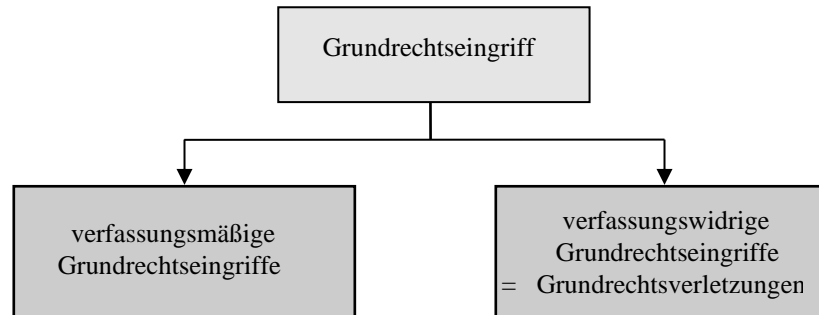 Grundrechtseingriff
verfassungsmäßige
Grundrechtseingriffe
verfassungswidrige
Grundrechtseingriffe
= Grundrechtsverletzungen